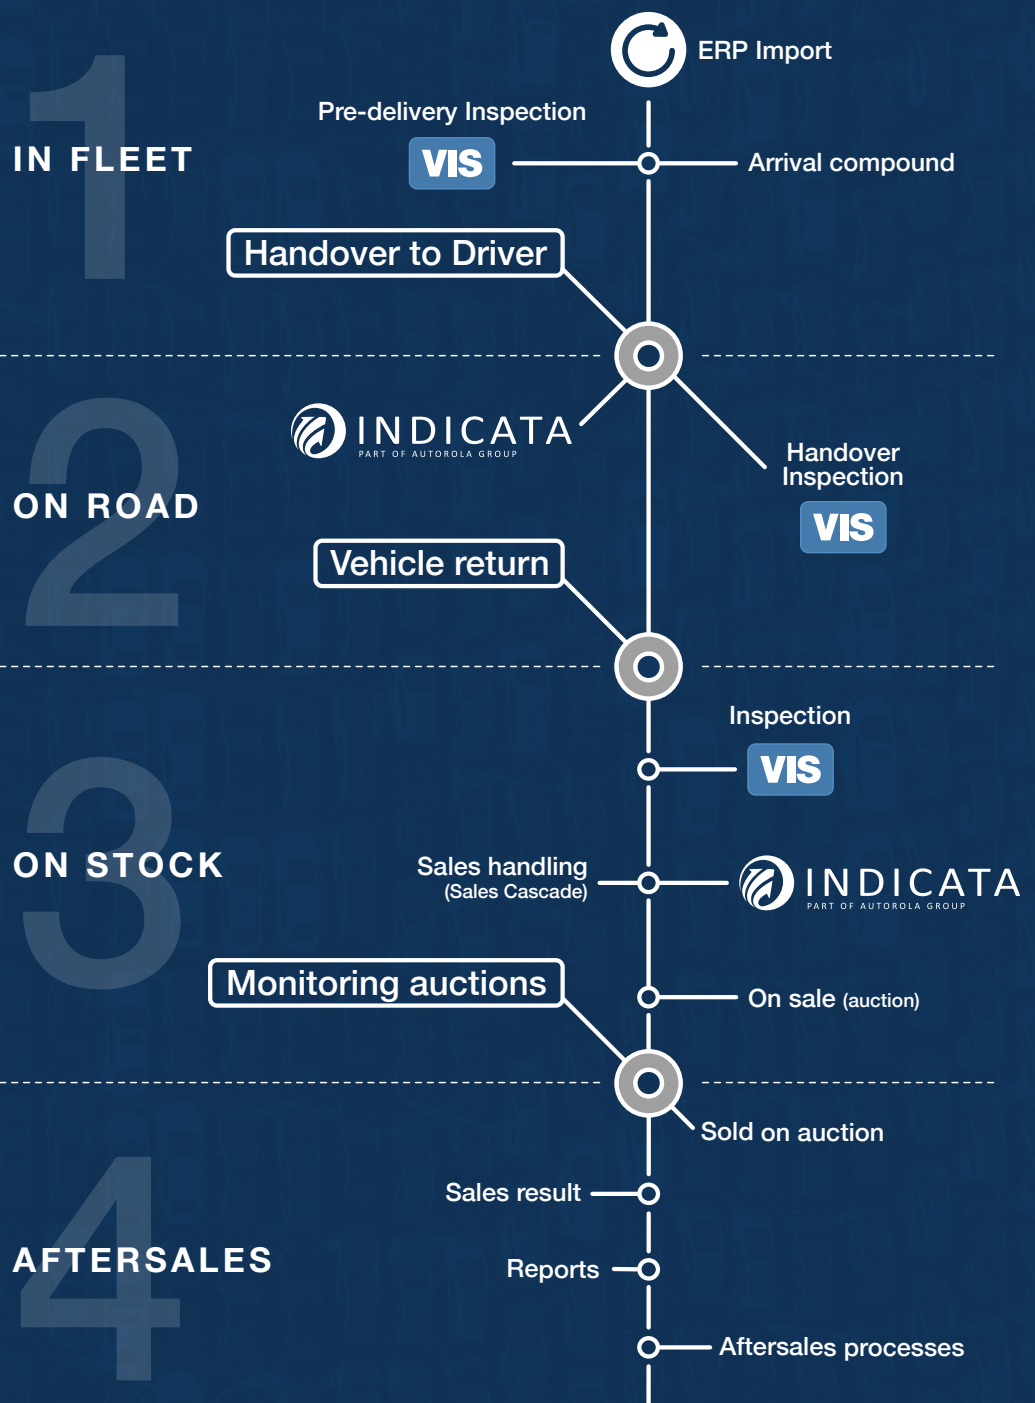 ERP Import
1
IN FLEET
Pre-delivery Inspection
VIS
Arrival compound
Handover to Driver
2
ON ROAD
INDICATA
PART OF AUTOROLA GROUP
Handover
Inspection
VIS
Vehicle return
3
ON STOCK
Inspection
VIS
Sales handling
(Sales Cascade)
INDICATA
PART OF AUTOROLA GROUP
Monitoring auctions
On sale (auction)
4
AFTERSALES
Sold on auction
Sales result
Reports
Aftersales processes